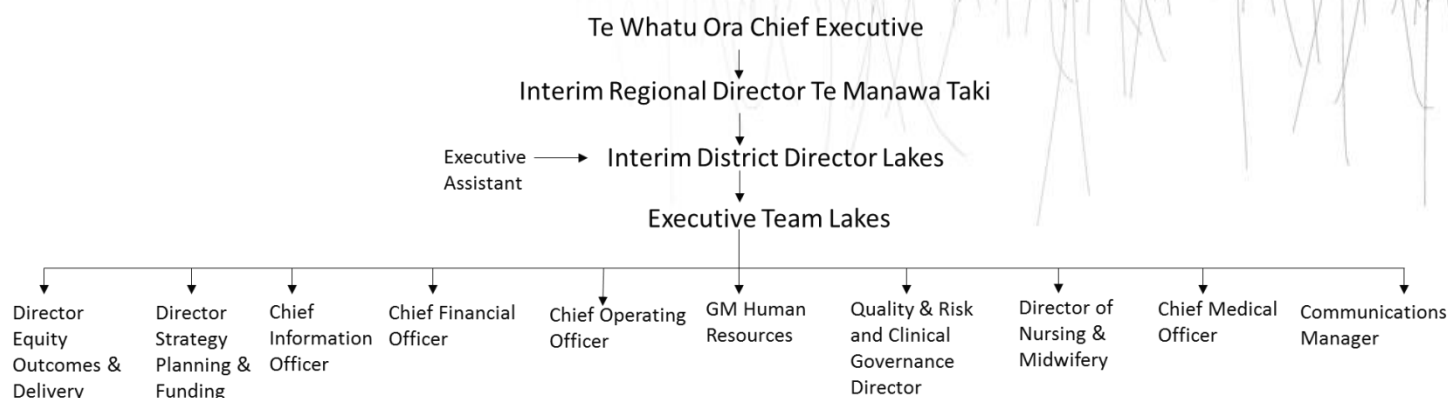 Te Whatu Ora Chief Executive
Interim Regional Director Te Manawa Taki
Executive
Assistant
Interim District Director Lakes
Executive Team Lakes
Director
Equity
Outcomes &
Delivery
Director
Strategy
Planning &
Funding
Chief
Information
Officer
Chief Financial
Officer
Chief Operating
Officer
GM Human
Resources
Quality & Risk
and Clinical
Governance
Director
Director of
Nursing &
Midwifery
Chief Medical
Officer
Communications
Manager